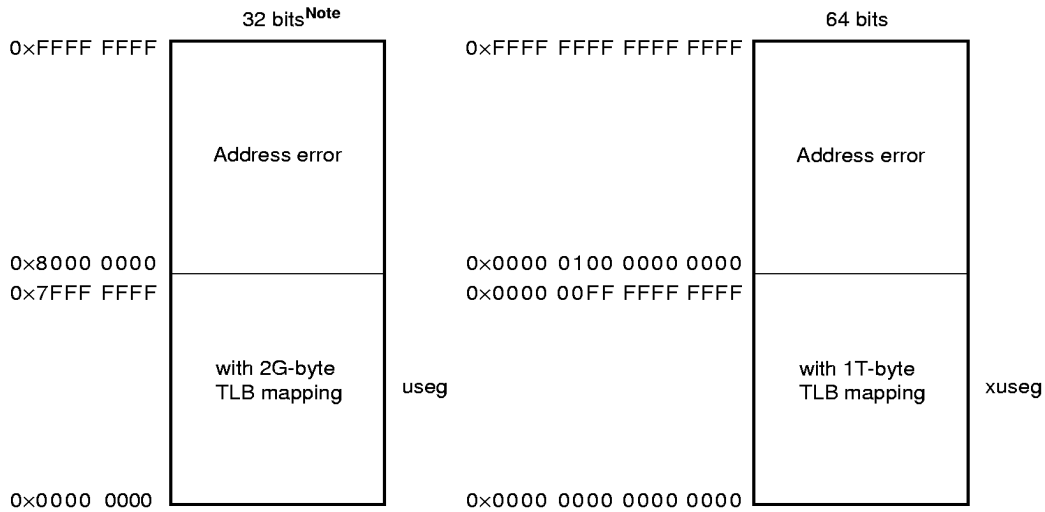 32 bitsNote
0×FFFF FFFF
Address error
0×8000 0000
0×7FFF FFFF
with 2G-byte
TLB mapping
useg
0×0000 0000
64 bits
0×FFFF FFFF FFFF FFFF
Address error
0×0000 0100 0000 0000
0×0000 00FF FFFF FFFF
with 1T-byte
TLB mapping
xuseg
0×0000 0000 0000 0000